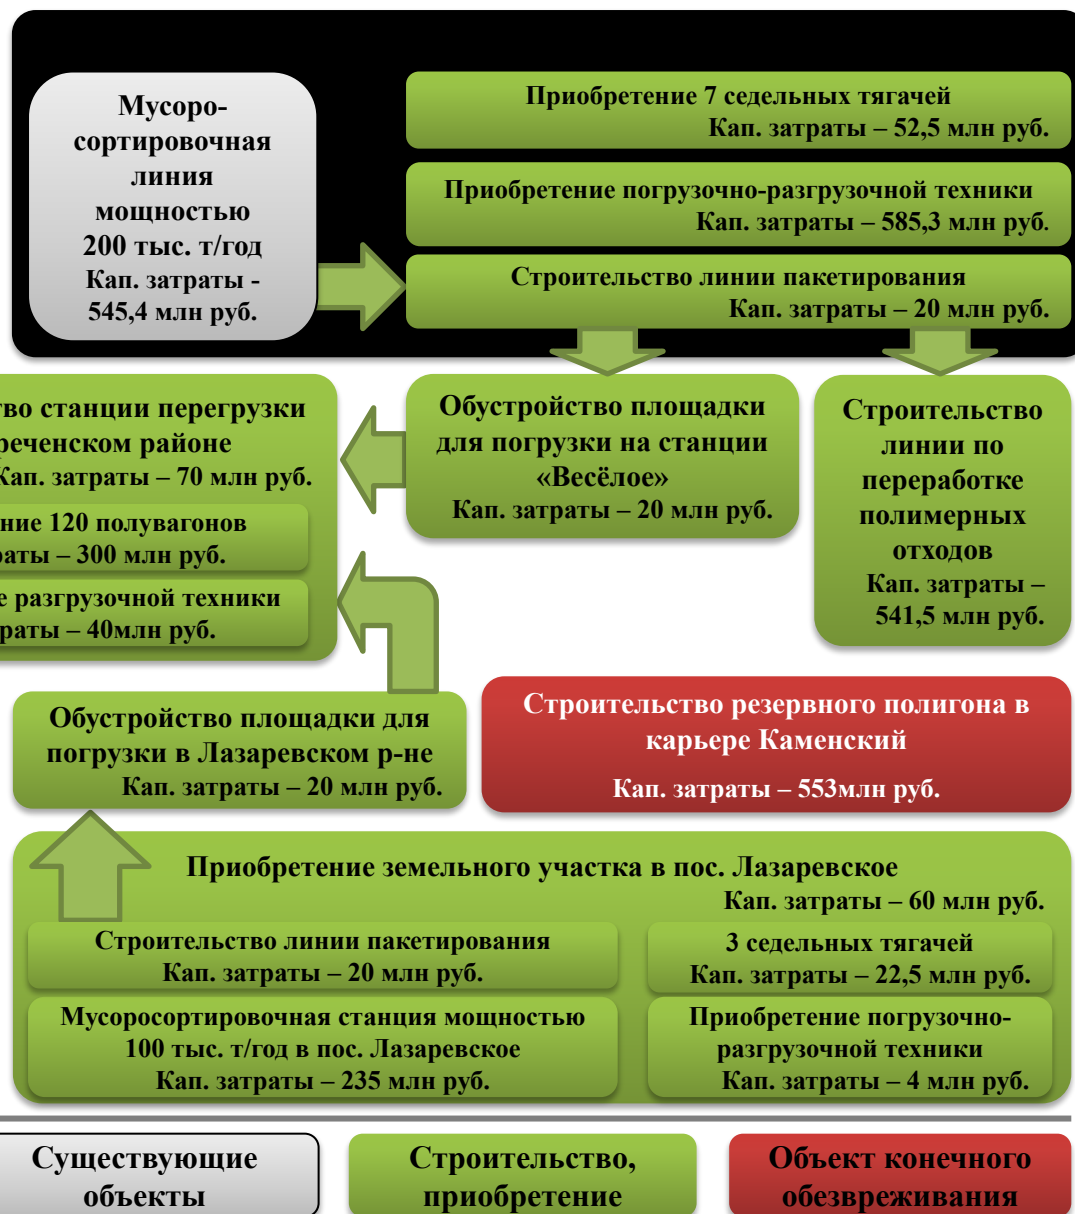 Мусоро-
сортировочная
линия
мощностью
200 тыс. т/год
Кап. затраты -
545,4 млн руб.
Приобретение 7 седельных тягачей
Кап. затраты – 52,5 млн руб.
Приобретение погрузочно-разгрузочной техники
Кап. затраты – 585,3 млн руб.
Строительство линии пакетирования
Кап. затраты – 20 млн руб.
тво станции перегрузки
реченском районе
Кап. затраты – 70 млн руб.
ние 120 полувагонов
раты – 300 млн руб.
е разгрузочной техники
раты – 40млн руб.
Обустройство площадки
для погрузки на станции
«Весёлое»
Кап. затраты – 20 млн руб.
Строительство
линии по
переработке
полимерных
отходов
Кап. затраты –
541,5 млн руб.
Обустройство площадки для
погрузки в Лазаревском р-не
Кап. затраты – 20 млн руб.
Строительство резервного полигона в
карьере Каменский
Кап. затраты – 553млн руб.
Приобретение земельного участка в пос. Лазаревское
Кап. затраты – 60 млн руб.
Строительство линии пакетирования
Кап. затраты – 20 млн руб.
3 седельных тягачей
Кап. затраты – 22,5 млн руб.
Мусоросортировочная станция мощностью
100 тыс. т/год в пос. Лазаревское
Кап. затраты – 235 млн руб.
Приобретение погрузочно-
разгрузочной техники
Кап. затраты – 4 млн руб.
Существующие
объекты
Строительство,
приобретение
Объект конечного
обезвреживания